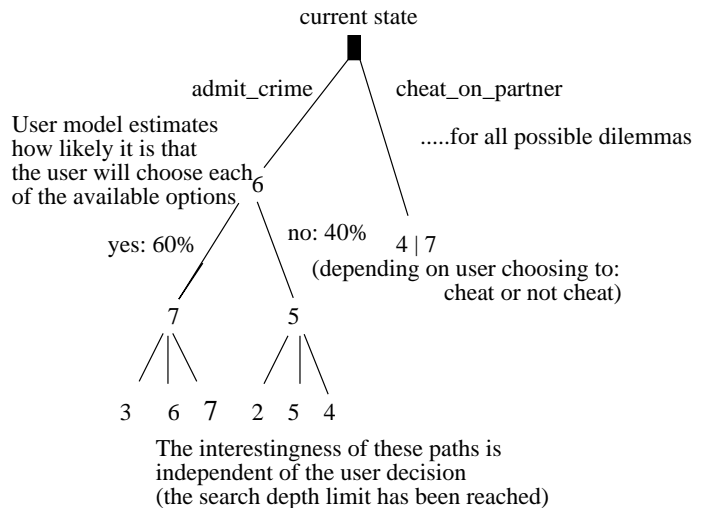 current state
admit_crime
cheat_on_partner
User model estimates
how likely it is that
the user will choose each
of the available options
.....for all possible dilemmas
6
yes: 60%
no: 40%
4 | 7
(depending on user choosing to:
cheat or not cheat)
7
5
3 6 7 2 5 4
The interestingness of these paths is
independent of the user decision
(the search depth limit has been reached)